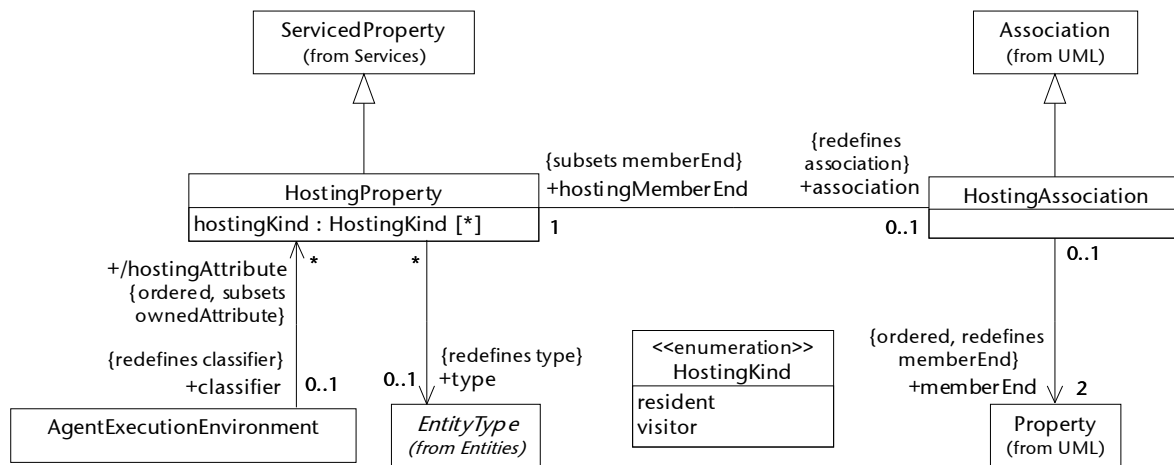 ServicedProperty
(from Services)
Association
(from UML)
{subsets memberEnd}
+hostingMemberEnd
1
{redefines
association}
+association
0..1
HostingProperty
hostingKind : HostingKind [*]
HostingAssociation
+/hostingAttribute
{ordered, subsets
ownedAttribute}
*
*
0..1
{redefines classifier}
+classifier
0..1
{redefines type}
+type
0..1
<<enumeration>>
HostingKind
resident
visitor
{ordered, redefines
memberEnd}
+memberEnd
2
AgentExecutionEnvironment
EntityType
(from Entities)
Property
(from UML)